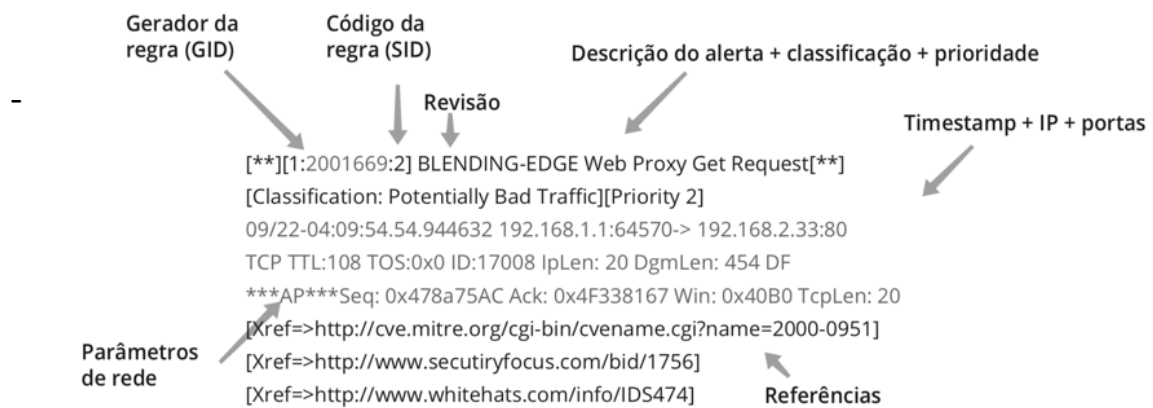 Gerador da
regra (GID)
Código da
regra (SID)
Descrição do alerta + classificação + prioridade
-
Revisão
Timestamp + IP + portas
[**][1:2001669:2] BLENDING-EDGE Web Proxy Get Request[**]
[Classification: Potentially Bad Traffic][Priority 2]
09/22-04:09:54.54.944632 192.168.1.1:64570-> 192.168.2.33:80
TCP TTL:108 TOS:0x0 ID:17008 IpLen: 20 DgmLen: 454 DF
***AP***Seq: 0x478a75AC Ack: 0x4F338167 Win: 0x40B0 TcpLen: 20
[Xref=>http://cve.mitre.org/cgi-bin/cvename.cgi?name=2000-0951]
[Xref=>http://www.secutiryfocus.com/bid/1756]
[Xref=>http://www.whitehats.com/info/IDS474]
Parâmetros
de rede
Referências